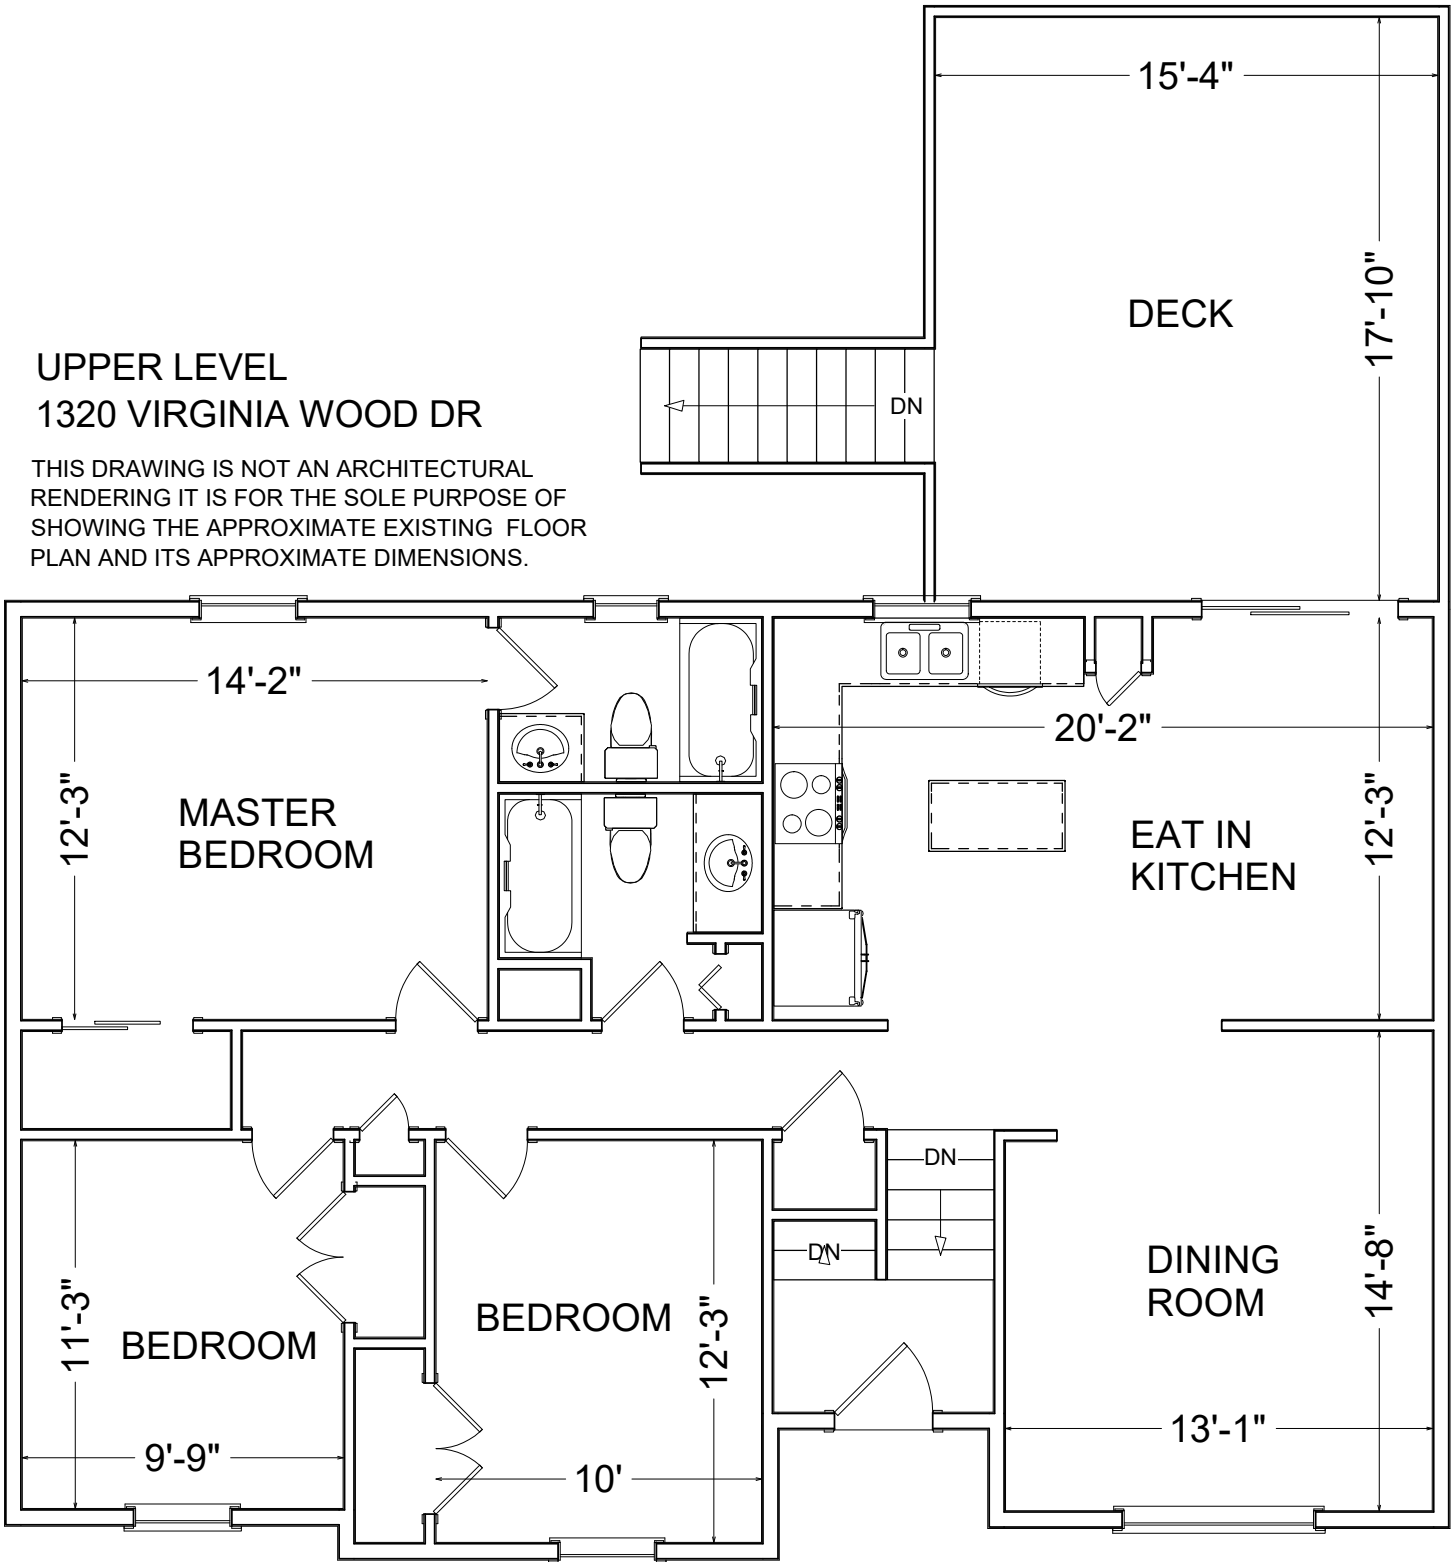 15'-4"
17'-10"
DECK
UPPER LEVEL
1320 VIRGINIA WOOD DR
DN
THIS DRAWING IS NOT AN ARCHITECTURAL
RENDERING IT IS FOR THE SOLE PURPOSE OF
SHOWING THE APPROXIMATE EXISTING FLOOR
PLAN AND ITS APPROXIMATE DIMENSIONS.
14'-2"
20'-2"
12'-3"
MASTER
BEDROOM
12'-3"
EAT IN
KITCHEN
DN
DN
DINING
ROOM
14'-8"
11'-3"
BEDROOM
BEDROOM
12'-3"
13'-1"
9'-9"
10'